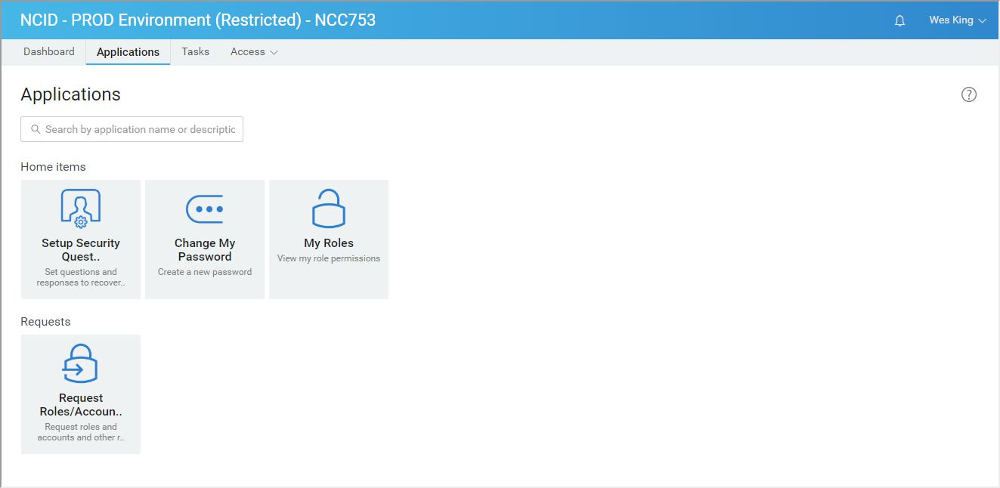 NCID - PROD Environment (Restricted) - NCC753
Wes King
Dashboard
Applications
Tasks
Access
Applications
?
Search by application name or descriptic
Home items
Setup Security
Quest..
Set questions and
responses to recover..
Change My
Password
Create a new password
My Roles
View my role permissions
Requests
Request
Roles/Accoun..
Request roles and
accounts and other r..